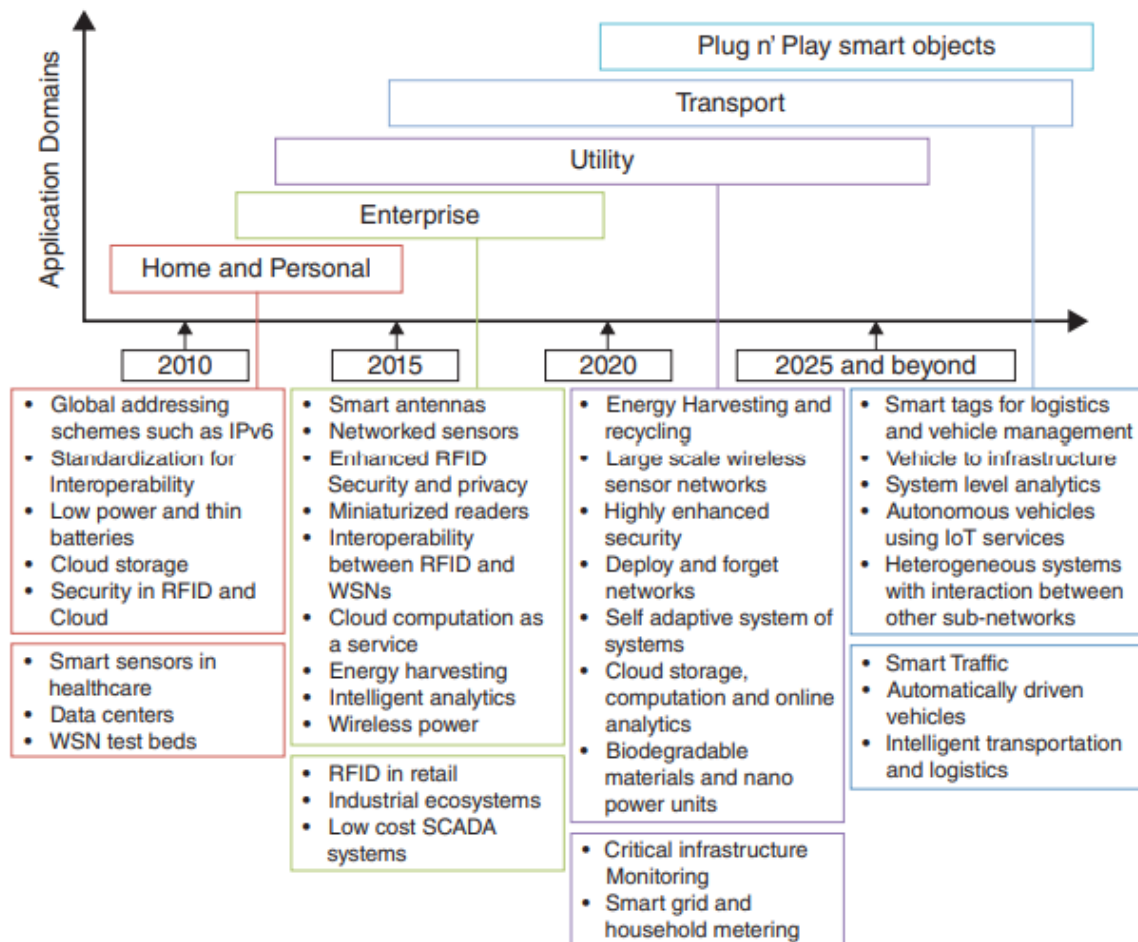 Plug n' Play smart objects
Transport
Utility
Enterprise
Home and Personal
Application Domains
2010
2015
2020
2025 and beyond
• Global addressing
schemes such as IPv6
• Standardization for
Interoperability
• Low power and thin
batteries
• Cloud storage
• Security in RFID and
Cloud
• Smart sensors in
healthcare
• Data centers
• WSN test beds
• Smart antennas
• Networked sensors
• Enhanced RFID
Security and privacy
• Miniaturized readers
• Interoperability
between RFID and
WSNs
• Cloud computation as
a service
• Energy harvesting
• Intelligent analytics
• Wireless power
• RFID in retail
• Industrial ecosystems
• Low cost SCADA
systems
• Energy Harvesting and
recycling
• Large scale wireless
sensor networks
• Highly enhanced
security
• Deploy and forget
networks
• Self adaptive system of
systems
• Cloud storage,
computation and online
analytics
• Biodegradable
materials and nano
power units
• Critical infrastructure
Monitoring
• Smart grid and
household metering
• Smart tags for logistics
and vehicle management
• Vehicle to infrastructure
• System level analytics
• Autonomous vehicles
using IoT services
• Heterogeneous systems
with interaction between
other sub-networks
• Smart Traffic
• Automatically driven
vehicles
• Intelligent transportation
and logistics